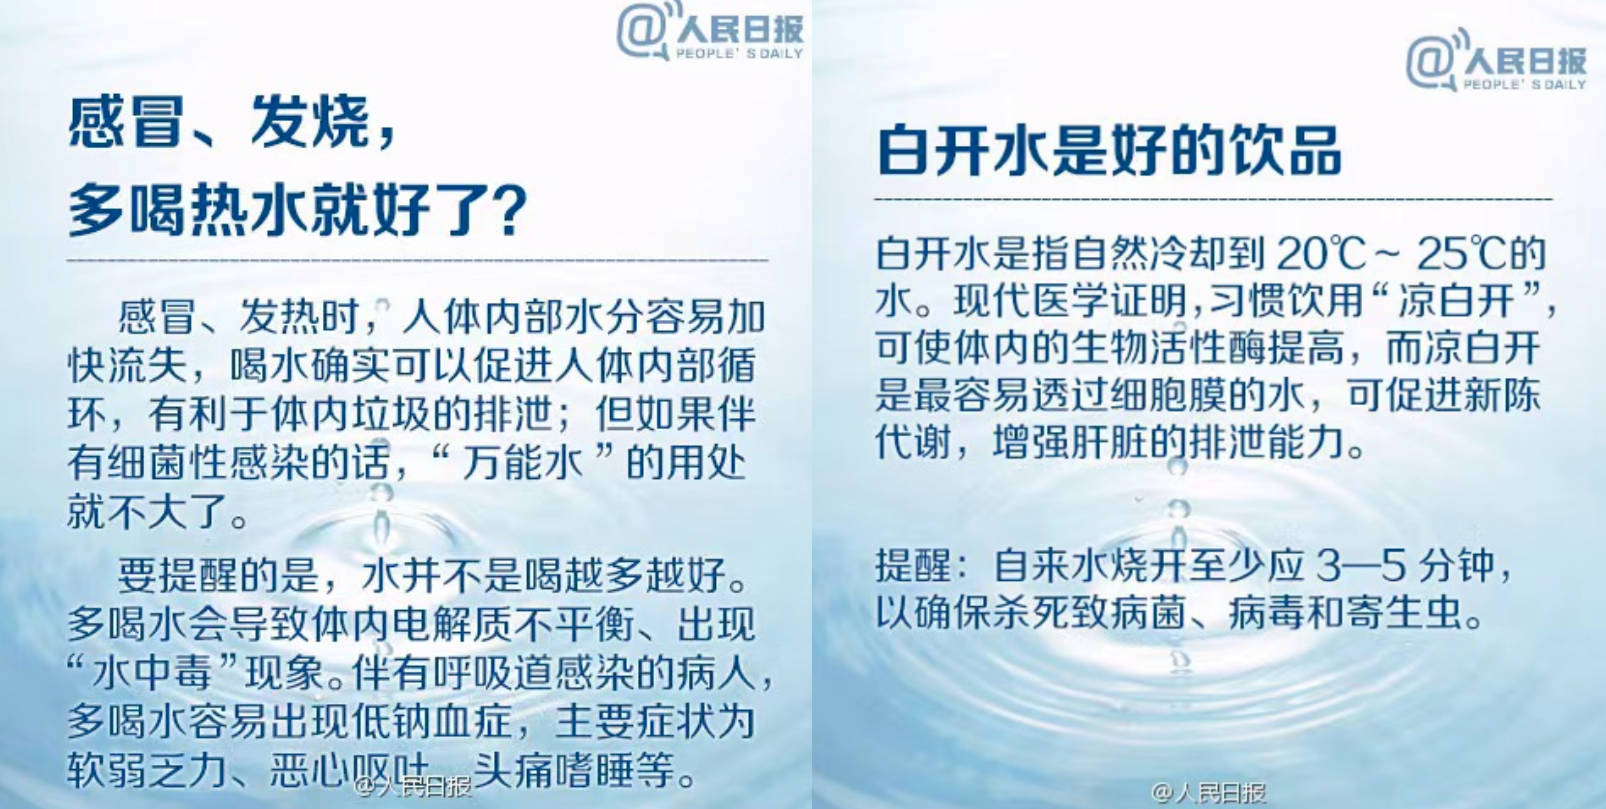 @人民日报
PEOPLE'S DAILY
感冒、发烧，
多喝热水就好了？
感冒、发热时，人体内部水分容易加
快流失，喝水确实可以促进人体内部循
环，有利于体内垃圾的排泄；但如果伴
有细菌性感染的话，“万能水”的用处
就不大了。
要提醒的是，水并不是喝越多越好。
多喝水会导致体内电解质不平衡、出现
“水中毒”现象。伴有呼吸道感染的病人，
多喝水容易出现低钠血症，主要症状为
软弱乏力、恶心呕吐、头痛嗜睡等。
@人民日报
@人民日报
PEOPLE'S DAILY
白开水是好的饮品
白开水是指自然冷却到 20℃～ 25℃的
水。现代医学证明，习惯饮用“凉白开”，
可使体内的生物活性酶提高，而凉白开
是最容易透过细胞膜的水，可促进新陈
代谢，增强肝脏的排泄能力。
提醒：自来水烧开至少应 3—5 分钟，
以确保杀死致病菌、病毒和寄生虫。
@人民日报